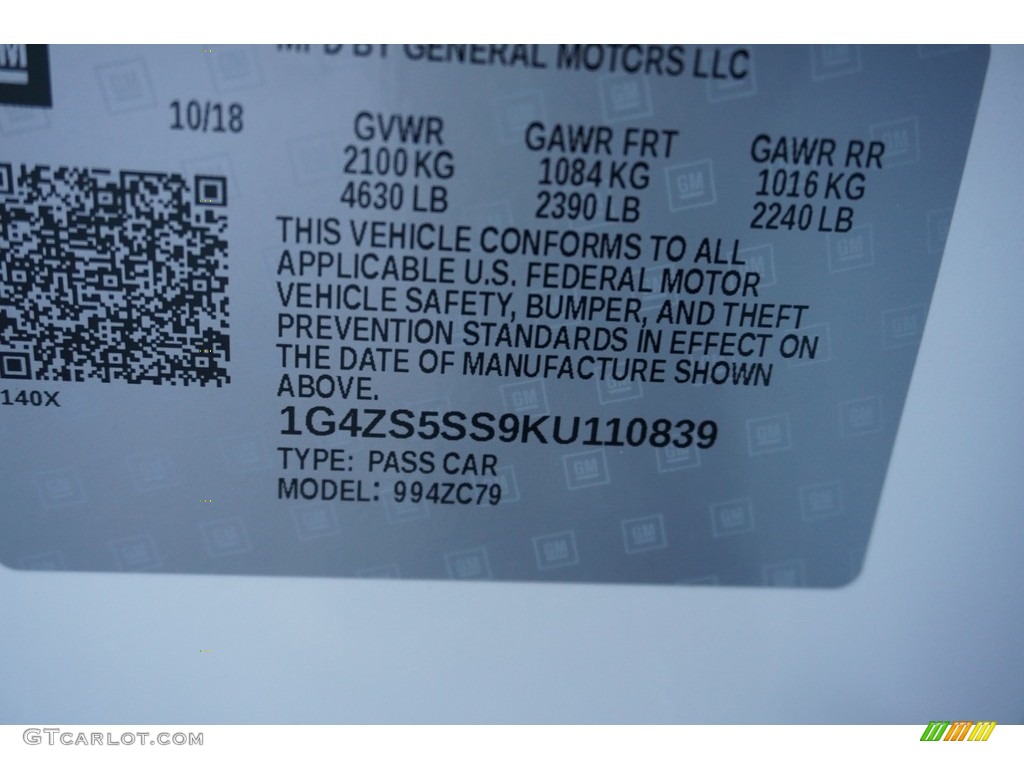 MFD BY GENERAL MOTORS LLC
GM
10/18
GVWR
2100 KG
4630 LB
GAWR FRT
1084 KG
2390 LB
GAWR RR
1016 KG
2240 LB
THIS VEHICLE CONFORMS TO ALL
APPLICABLE U.S. FEDERAL MOTOR
VEHICLE SAFETY, BUMPER, AND THEFT
PREVENTION STANDARDS IN EFFECT ON
THE DATE OF MANUFACTURE SHOWN
ABOVE.
140X
1G4ZS5SS9KU110839
TYPE: PASS CAR
MODEL: 994ZC79
GTCARLOT.COM